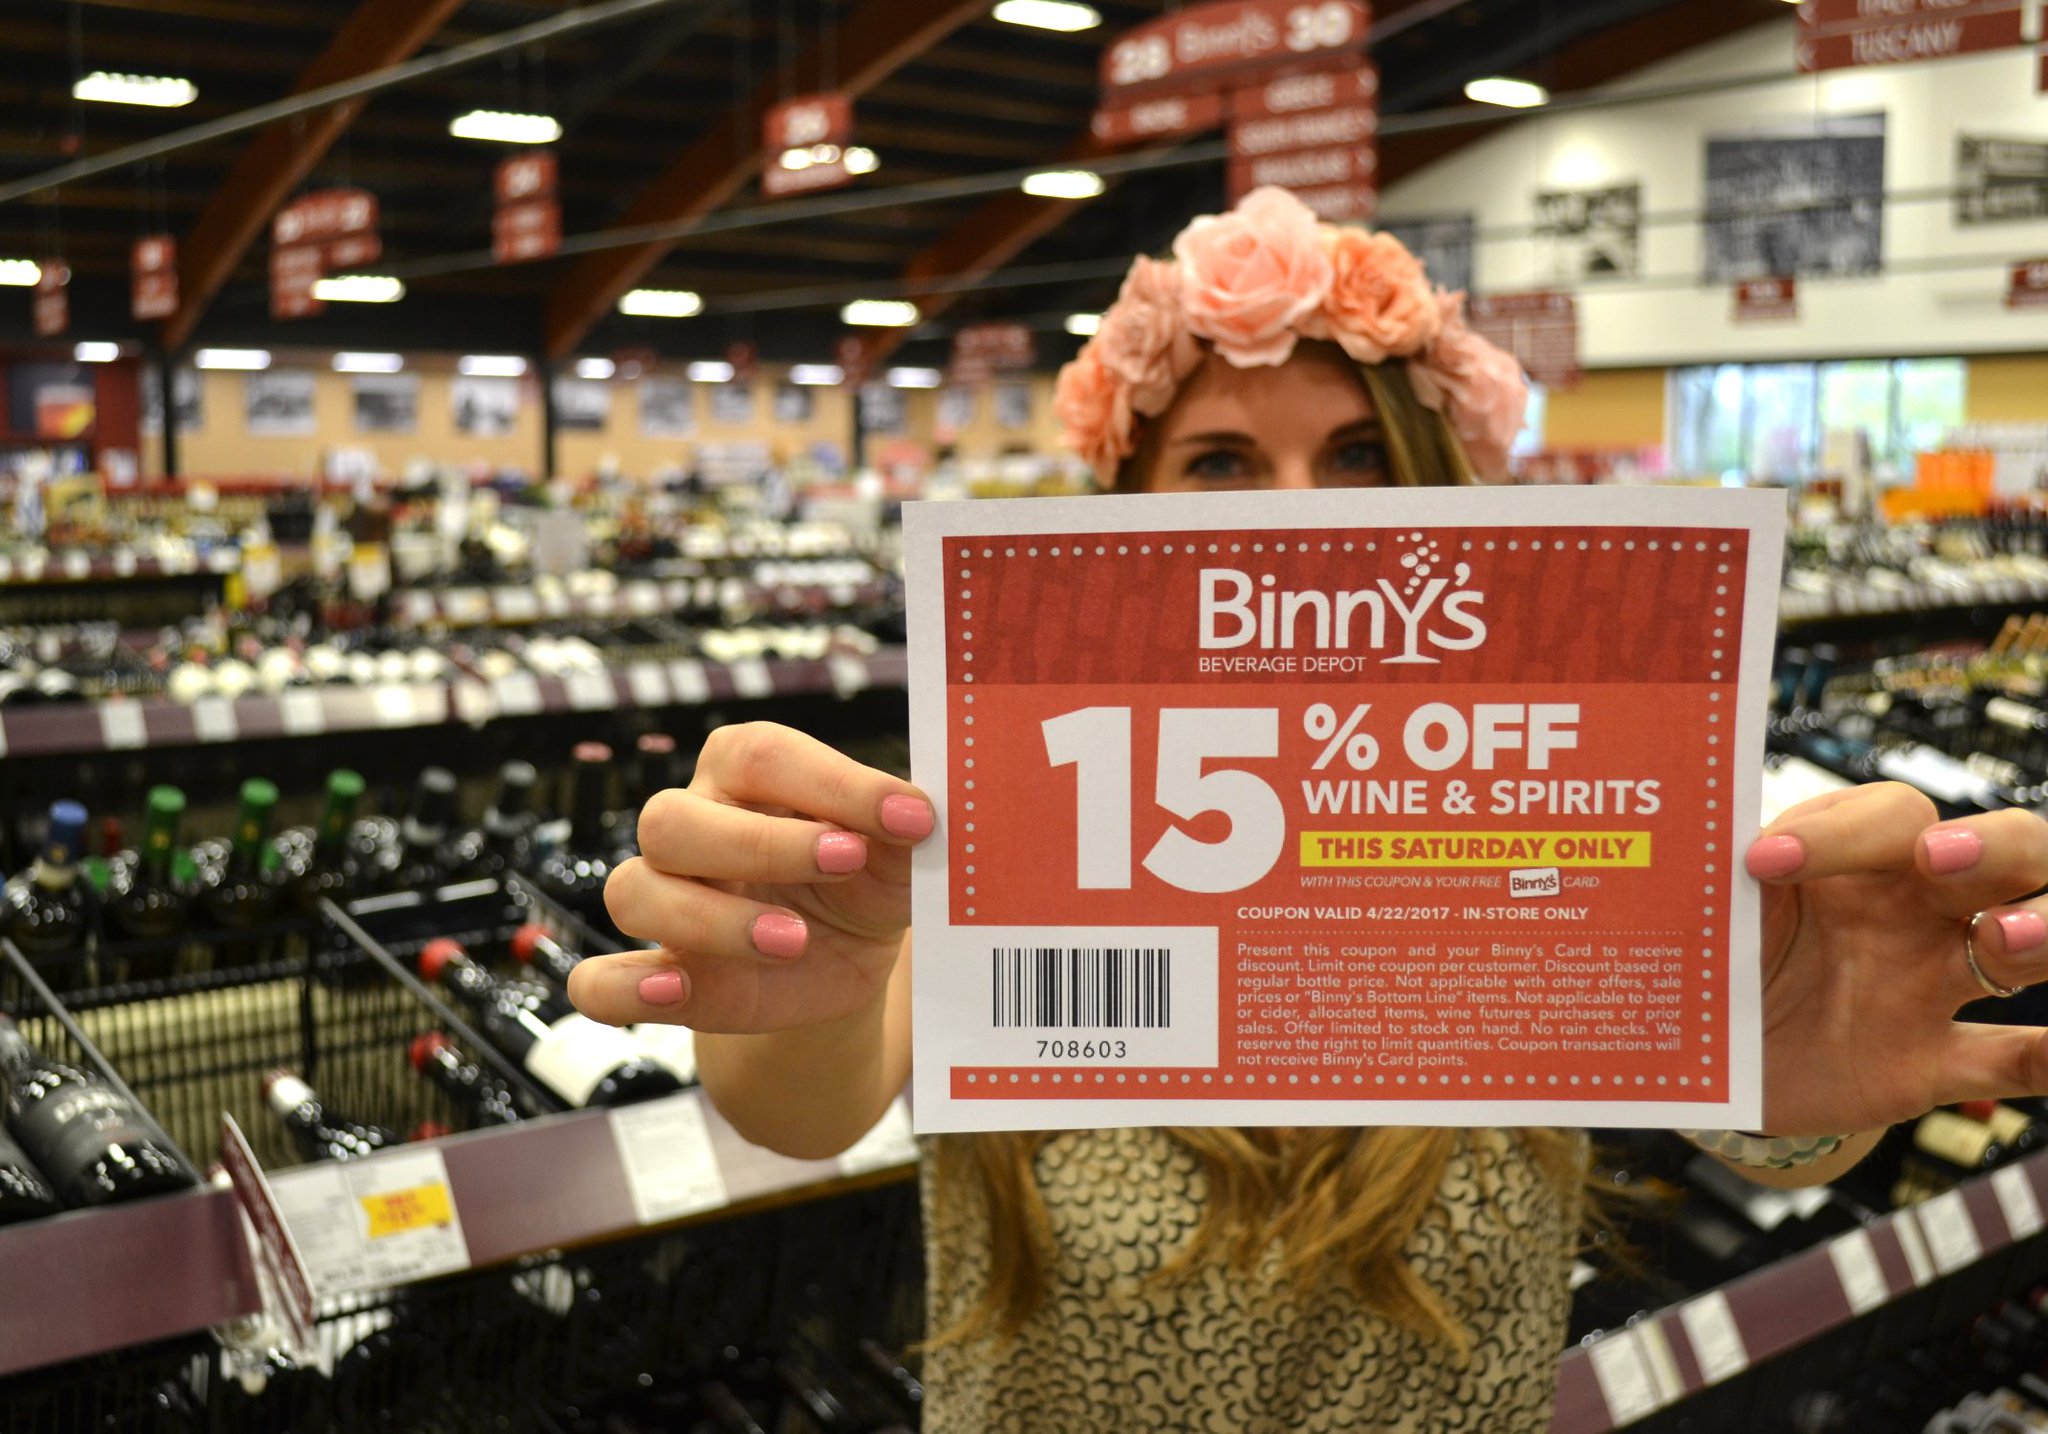 28 Binny's 30
TUSCANY
Binny's
BEVERAGE DEPOT
15% OFF
WINE & SPIRITS
THIS SATURDAY ONLY
WITH THIS COUPON & YOUR FREE Binny's CARD
COUPON VALID 4/22/2017 - IN-STORE ONLY
Present this coupon and your Binny's Card to receive
discount. Limit one coupon per customer. Discount based on
regular bottle price. Not applicable with other offers, sale
prices or "Binny's Bottom Line" items. Not applicable to beer
or cider, allocated items, wine futures purchases or prior
sales. Offer limited to stock on hand. No rain checks. We
reserve the right to limit quantities. Coupon transactions will
not receive Binny's Card points.
708603